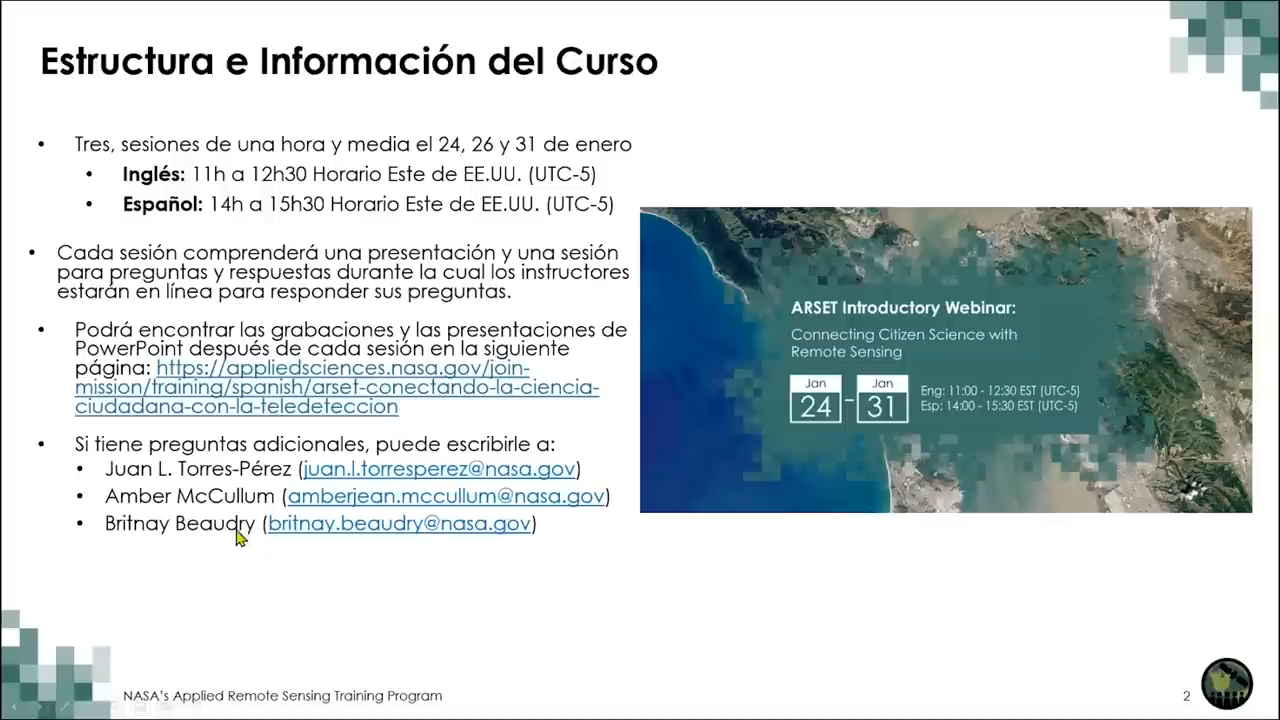 Estructura e Información del Curso
• Tres, sesiones de una hora y media el 24, 26 y 31 de enero
• Inglés: 11h a 12h30 Horario Este de EE.UU. (UTC-5)
• Español: 14h a 15h30 Horario Este de EE.UU. (UTC-5)
• Cada sesión comprenderá una presentación y una sesión
para preguntas y respuestas durante la cual los instructores
estarán en línea para responder sus preguntas.
• Podrá encontrar las grabaciones y las presentaciones de
PowerPoint después de cada sesión en la siguiente
página: https://appliedsciences.nasa.gov/join-
mission/training/spanish/arset-conectando-la-ciencia-
ciudadana-con-la-teledeteccion
• Si tiene preguntas adicionales, puede escribirle a:
• Juan L. Torres-Pérez (juan.l.torresperez@nasa.gov)
• Amber McCullum (amberjean.mccullum@nasa.gov)
• Britnay Beaudry (britnay.beaudry@nasa.gov)
ARSET Introductory Webinar:
Connecting Citizen Science with
Remote Sensing
Jan Jan
24 - 31
Eng: 11:00 - 12:30 EST (UTC-5)
Esp: 14:00 - 15:30 EST (UTC-5)
NASA's Applied Remote Sensing Training Program
2